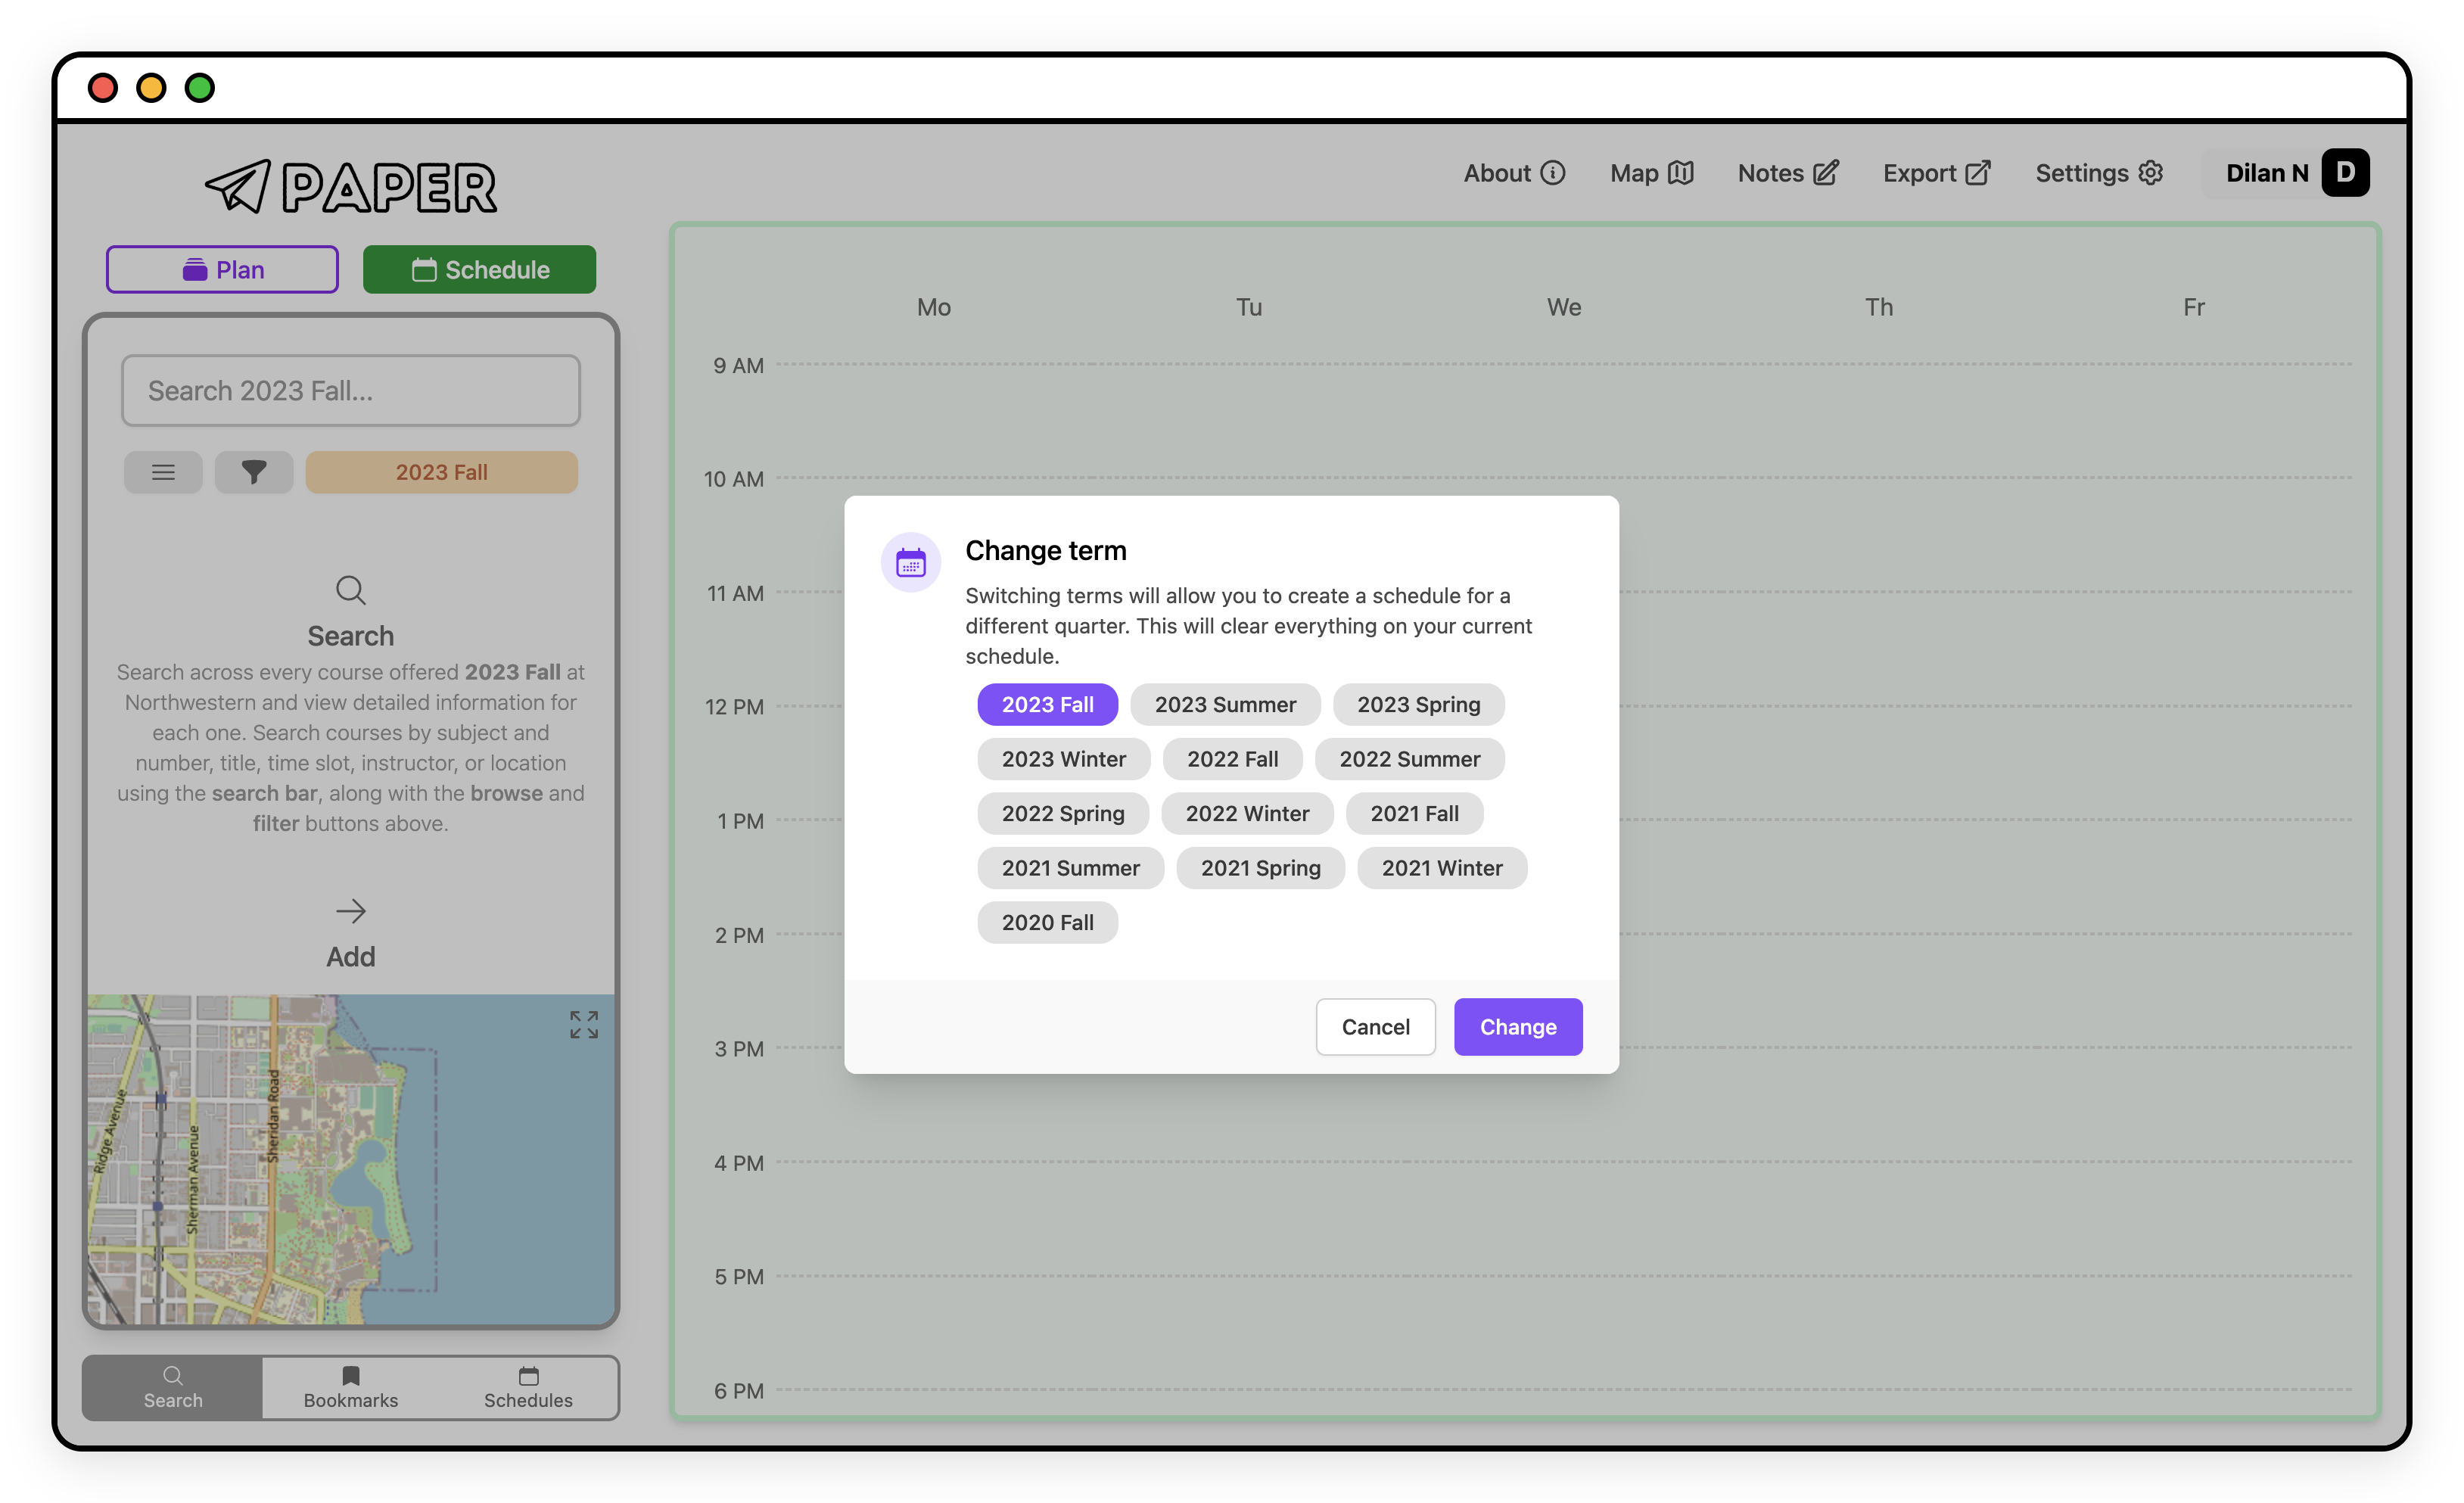 PAPER
About
Map
Notes
Export
Settings
Dilan N
D
Plan
Schedule
Search 2023 Fall...
2023 Fall
Search
Search across every course offered 2023 Fall at
Northwestern and view detailed information for
each one. Search courses by subject and
number, title, time slot, instructor, or location
using the search bar, along with the browse and
filter buttons above.
Add
Ridge Avenue
Sherman Avenue
Sheridan Road
Search
Bookmarks
Schedules
Mo
Tu
We
Th
Fr
9 AM
10 AM
11 AM
12 PM
1 PM
2 PM
3 PM
4 PM
5 PM
6 PM
Change term
Switching terms will allow you to create a schedule for a
different quarter. This will clear everything on your current
schedule.
2023 Fall
2023 Summer
2023 Spring
2023 Winter
2022 Fall
2022 Summer
2022 Spring
2022 Winter
2021 Fall
2021 Summer
2021 Spring
2021 Winter
2020 Fall
Cancel
Change